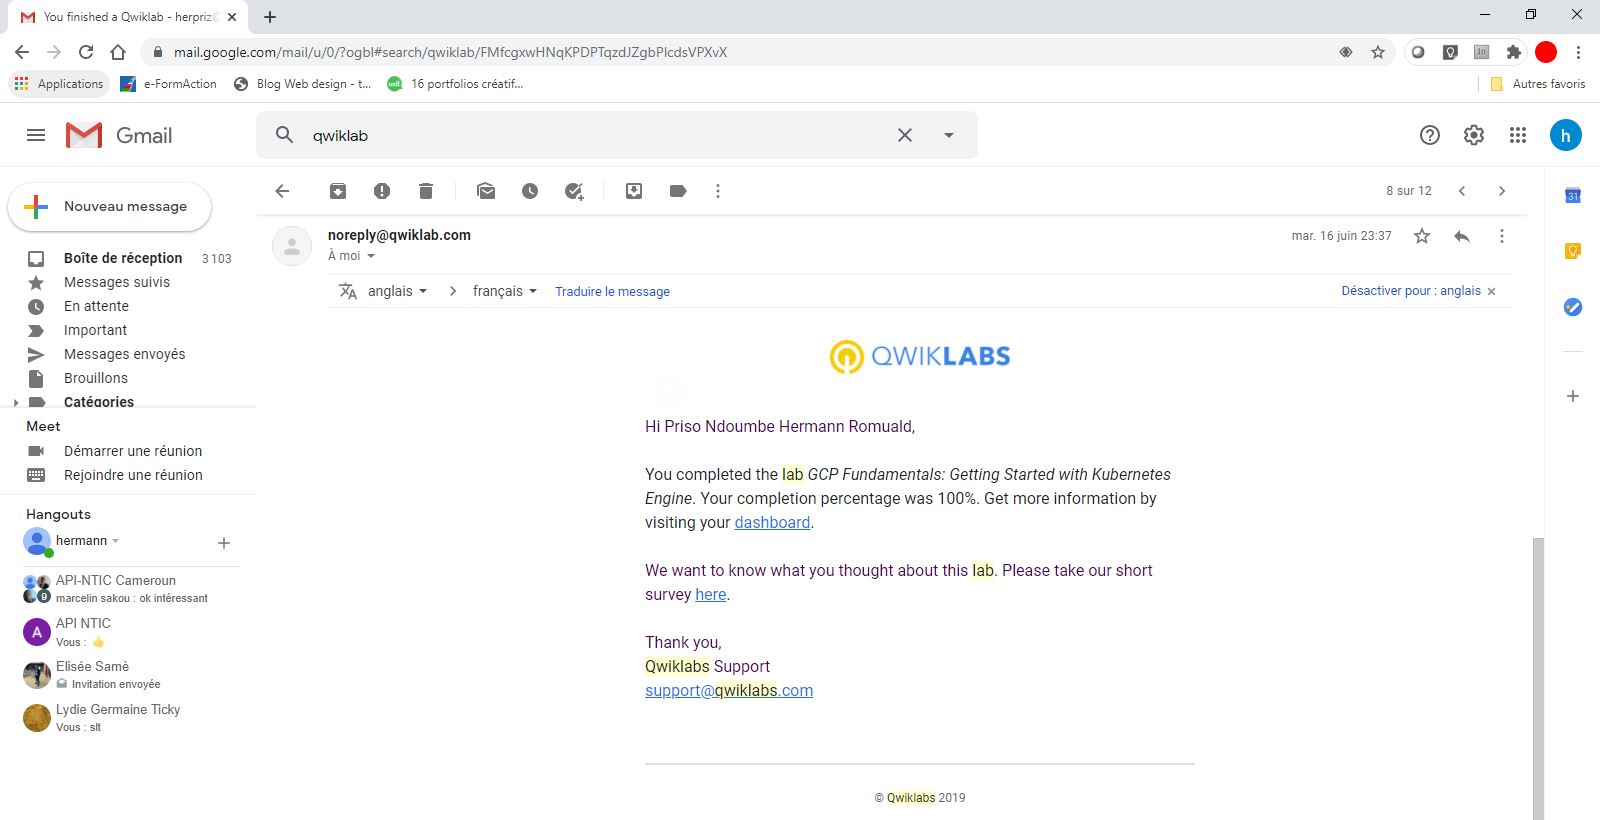 You finished a Qwiklab - herpriz@
mail.google.com/mail/u/0/?ogbl#search/qwiklab/FMfcgxwHNqKPDPTqzdJZgbPlcdsVPXvX
Applications
e-FormAction
Blog Web design - t...
16 portfolios créatif...
Autres favoris
Gmail
qwiklab
h
Nouveau message
8 sur 12
31
Boîte de réception 3 103
Messages suivis
En attente
Important
Messages envoyés
Brouillons
Catégories
Meet
Démarrer une réunion
Rejoindre une réunion
Hangouts
hermann
API-NTIC Cameroun
9
marcelin sakou : ok intéressant
A
API NTIC
Vous : 👍
Elisée Samè
Invitation envoyée
Lydie Germaine Ticky
Vous : slt
noreply@qwiklab.com
mar. 16 juin 23:37
À moi
anglais > français Traduire le message
Désactiver pour : anglais ×
QWIKLABS
Hi Priso Ndoumbe Hermann Romuald,
You completed the lab GCP Fundamentals: Getting Started with Kubernetes
Engine. Your completion percentage was 100%. Get more information by
visiting your dashboard.
We want to know what you thought about this lab. Please take our short
survey here.
Thank you,
Qwiklabs Support
support@qwiklabs.com
© Qwiklabs 2019